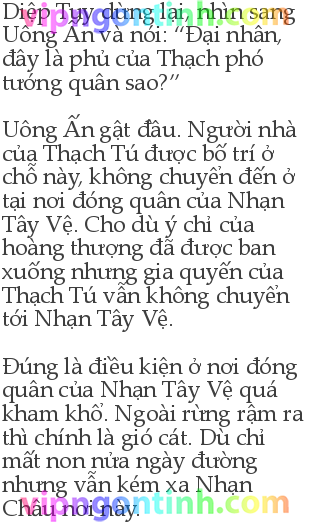 vipngontinh.com
Diệp Tụy dừng lại, nhìn sang
Uông Ấn và nói: “Đại nhân,
đây là phủ của Thạch phó
tướng quân sao?”
Uông Ấn gật đầu. Người nhà
của Thạch Tú được bố trí ở
chỗ này, không chuyển đến ở
tại nơi đóng quân của Nhạn
Tây Vệ. Cho dù ý chỉ của
hoàng thượng đã được ban
xuống nhưng gia quyến của
Thạch Tú vẫn không chuyển
tới Nhạn Tây Vệ.
Đúng là điều kiện ở nơi đóng
quân của Nhạn Tây Vệ quá
kham khổ. Ngoài rừng rậm ra
thì chính là gió cát. Dù chỉ
mất non nửa ngày đường
nhưng vẫn kém xa Nhạn
Châu nơi này.
vipngontinh.com